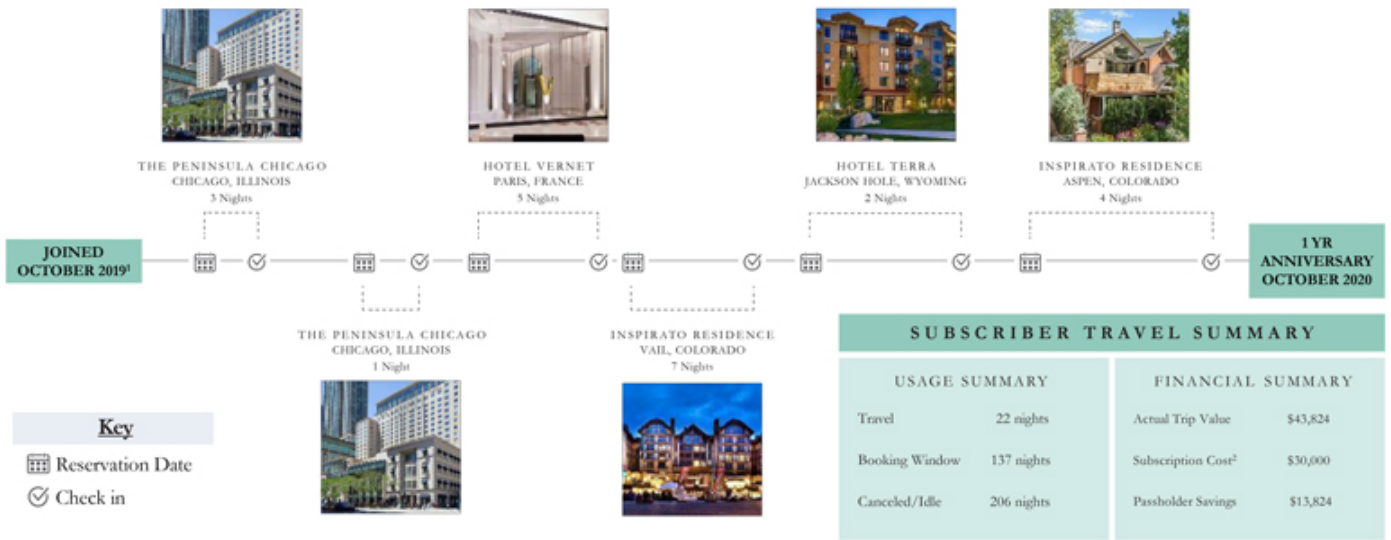 THE PENINSULA CHICAGO
CHICAGO, ILLINOIS
3 Nights
HOTEL VERNET
PARIS, FRANCE
5 Nights
HOTEL TERRA
JACKSON HOLE, WYOMING
2 Nights
INSPIRATO RESIDENCE
ASPEN, COLORADO
4 Nights
JOINED
OCTOBER 2019¹
1 YR
ANNIVERSARY
OCTOBER 2020
THE PENINSULA CHICAGO
CHICAGO, ILLINOIS
1 Night
INSPIRATO RESIDENCE
VAIL, COLORADO
7 Nights
Key
Reservation Date
Check in
SUBSCRIBER TRAVEL SUMMARY
USAGE SUMMARY
Travel 22 nights
Booking Window 137 nights
Canceled/Idle 206 nights
FINANCIAL SUMMARY
Actual Trip Value $43,824
Subscription Cost² $30,000
Passholder Savings $13,824